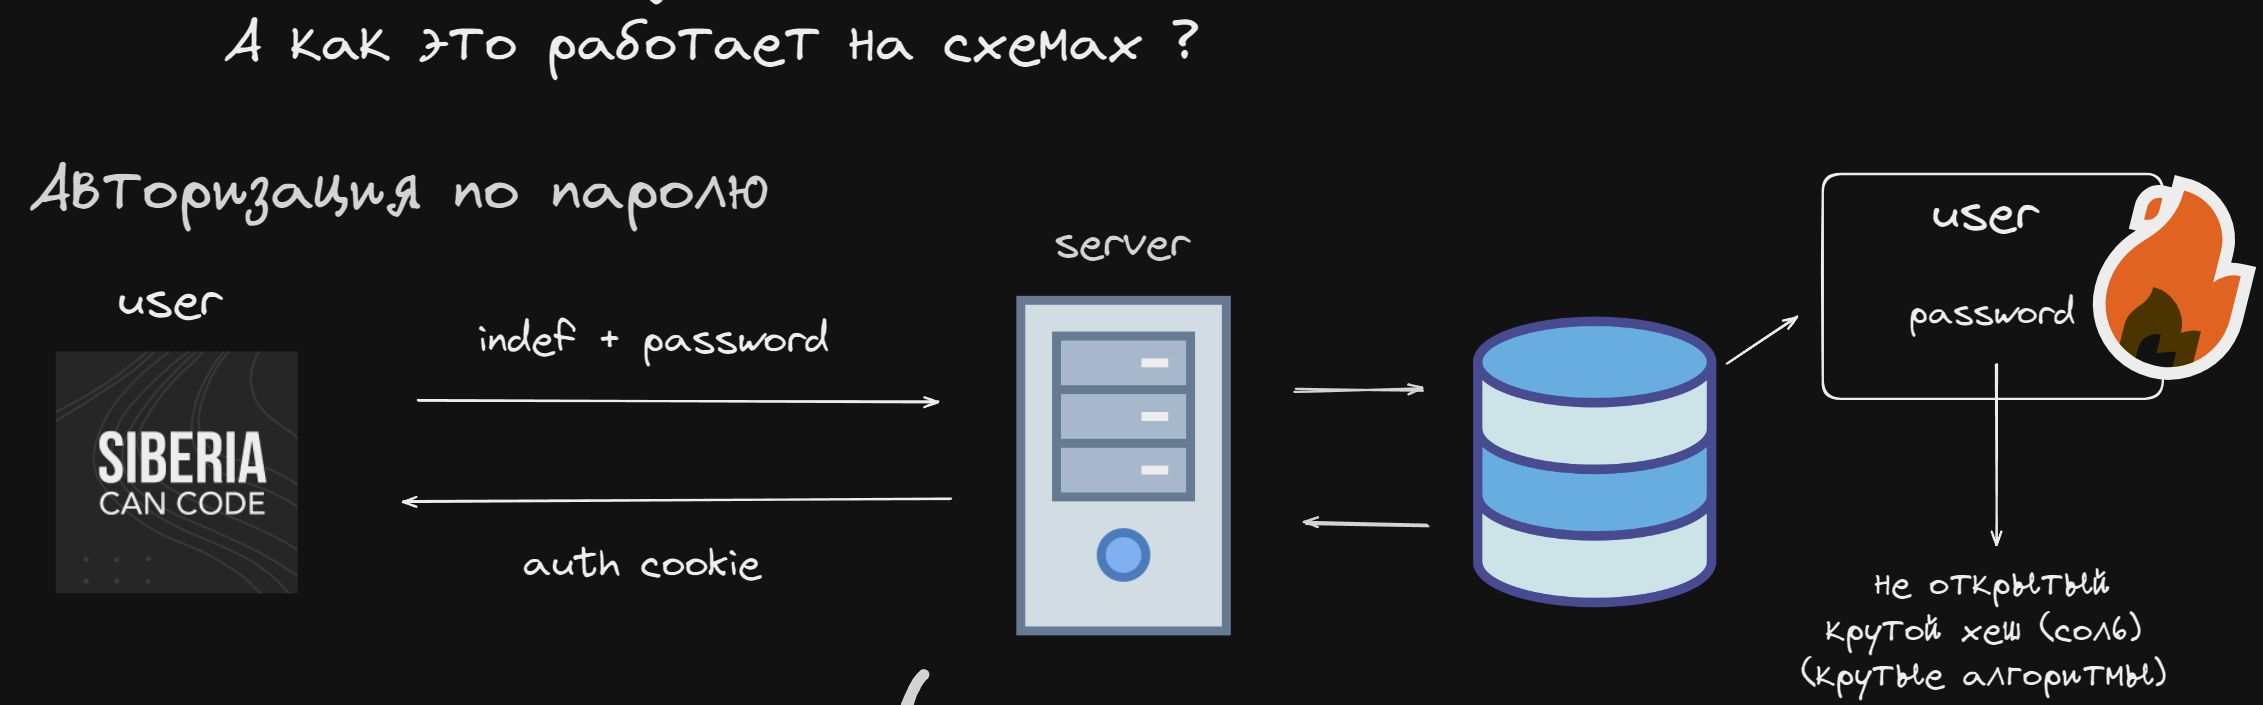 А как это работает на схемах ?
Авторизация по паролю
user
indef + password
auth cookie
SIBERIA
CAN CODE
server
user
password
не открытый
крутой хеш (соль)
(крутые алгоритмы)